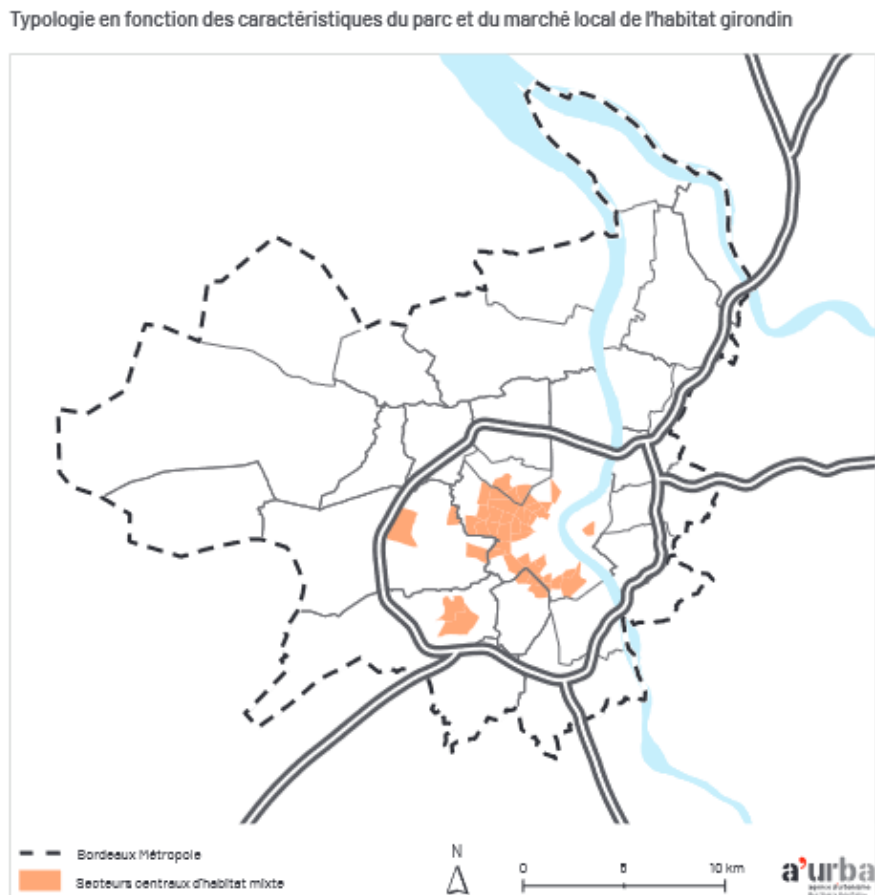 Typologie en fonction des caractéristiques du parc et du marché local de l'habitat girondin
Bordeaux Métropole
Secteurs centraux d'habitat mixte
N
0 5 10 km
a'urba